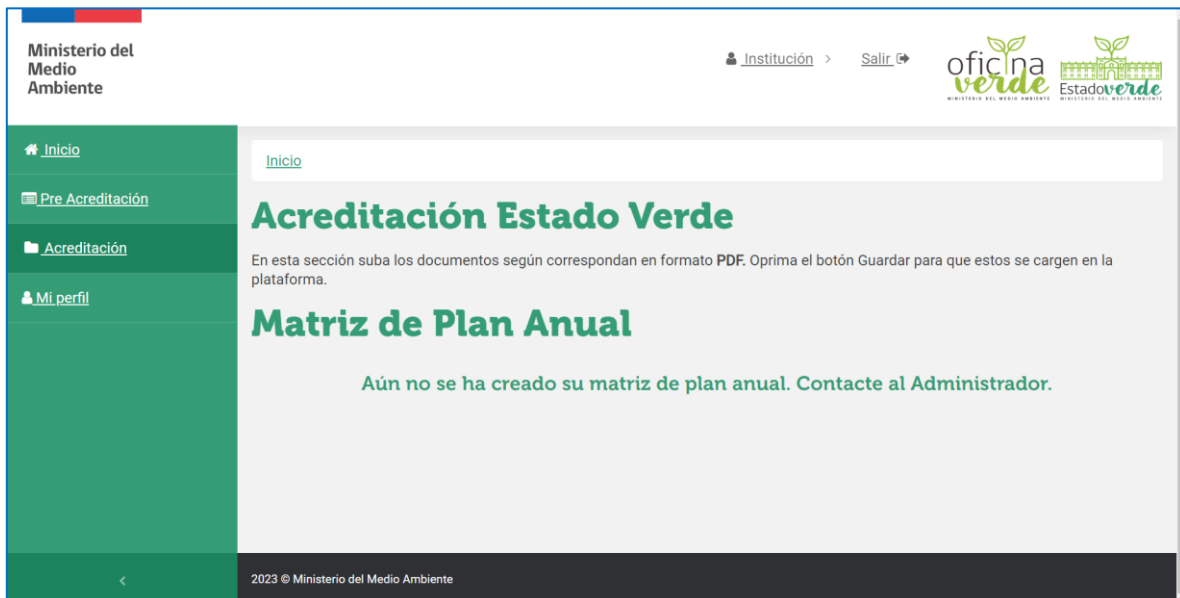 Ministerio del
Medio
Ambiente
Institución >
Salir
oficina
verde
MINISTERIO DEL MEDIO AMBIENTE
Estadoverde
MINISTERIO DEL MEDIO AMBIENTE
Inicio
Pre Acreditación
Acreditación
Mi perfil
<
Inicio
Acreditación Estado Verde
En esta sección suba los documentos según correspondan en formato PDF. Oprima el botón Guardar para que estos se cargen en la
plataforma.
Matriz de Plan Anual
Aún no se ha creado su matriz de plan anual. Contacte al Administrador.
2023 © Ministerio del Medio Ambiente